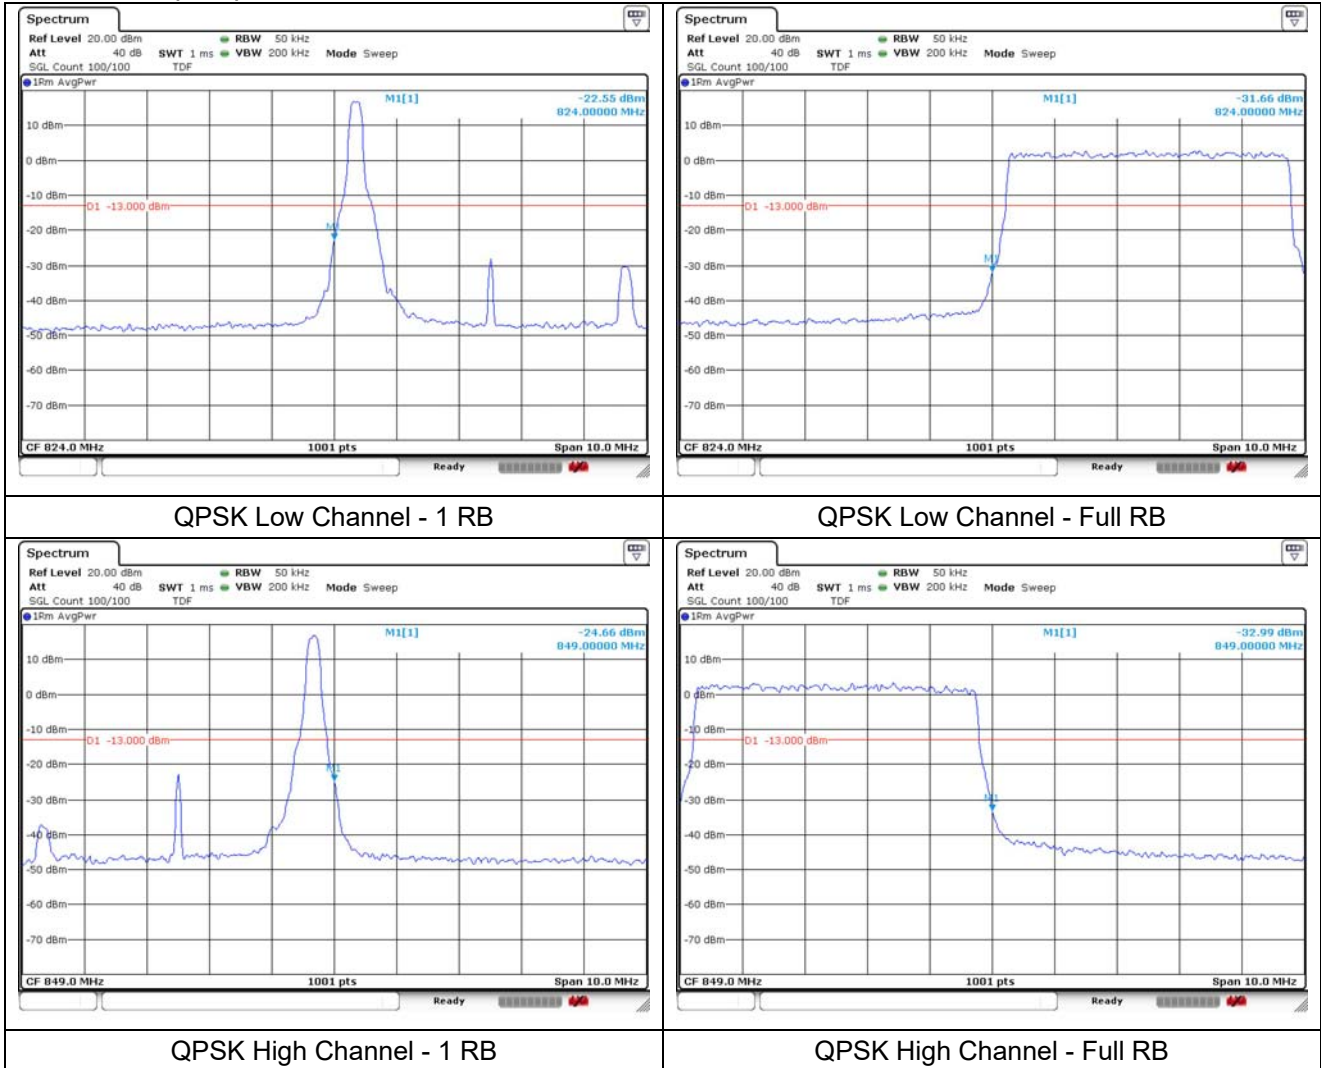 Spectrum
Ref Level 20.00 dBm RBW 50 kHz
Att 40 dB SWT 1 ms VBW 200 kHz Mode Sweep
SGL Count 100/100 TDF
1Rm AvgPwr
M1[1] -22.55 dBm
824.00000 MHz
10 dBm
0 dBm
-10 dBm
D1 -13.000 dBm
M1
-20 dBm
-30 dBm
-40 dBm
-50 dBm
-60 dBm
-70 dBm
CF 824.0 MHz 1001 pts Span 10.0 MHz
Ready
QPSK Low Channel - 1 RB
Spectrum
Ref Level 20.00 dBm RBW 50 kHz
Att 40 dB SWT 1 ms VBW 200 kHz Mode Sweep
SGL Count 100/100 TDF
1Rm AvgPwr
M1[1] -31.66 dBm
824.00000 MHz
10 dBm
0 dBm
-10 dBm
D1 -13.000 dBm
-20 dBm
M1
-30 dBm
-40 dBm
-50 dBm
-60 dBm
-70 dBm
CF 824.0 MHz 1001 pts Span 10.0 MHz
Ready
QPSK Low Channel - Full RB
Spectrum
Ref Level 20.00 dBm RBW 50 kHz
Att 40 dB SWT 1 ms VBW 200 kHz Mode Sweep
SGL Count 100/100 TDF
1Rm AvgPwr
M1[1] -24.66 dBm
849.00000 MHz
10 dBm
0 dBm
-10 dBm
D1 -13.000 dBm
-20 dBm
M1
-30 dBm
-40 dBm
-50 dBm
-60 dBm
-70 dBm
CF 849.0 MHz 1001 pts Span 10.0 MHz
Ready
QPSK High Channel - 1 RB
Spectrum
Ref Level 20.00 dBm RBW 50 kHz
Att 40 dB SWT 1 ms VBW 200 kHz Mode Sweep
SGL Count 100/100 TDF
1Rm AvgPwr
M1[1] -32.99 dBm
849.00000 MHz
10 dBm
0 dBm
-10 dBm
D1 -13.000 dBm
-20 dBm
-30 dBm
M1
-40 dBm
-50 dBm
-60 dBm
-70 dBm
CF 849.0 MHz 1001 pts Span 10.0 MHz
Ready
QPSK High Channel - Full RB